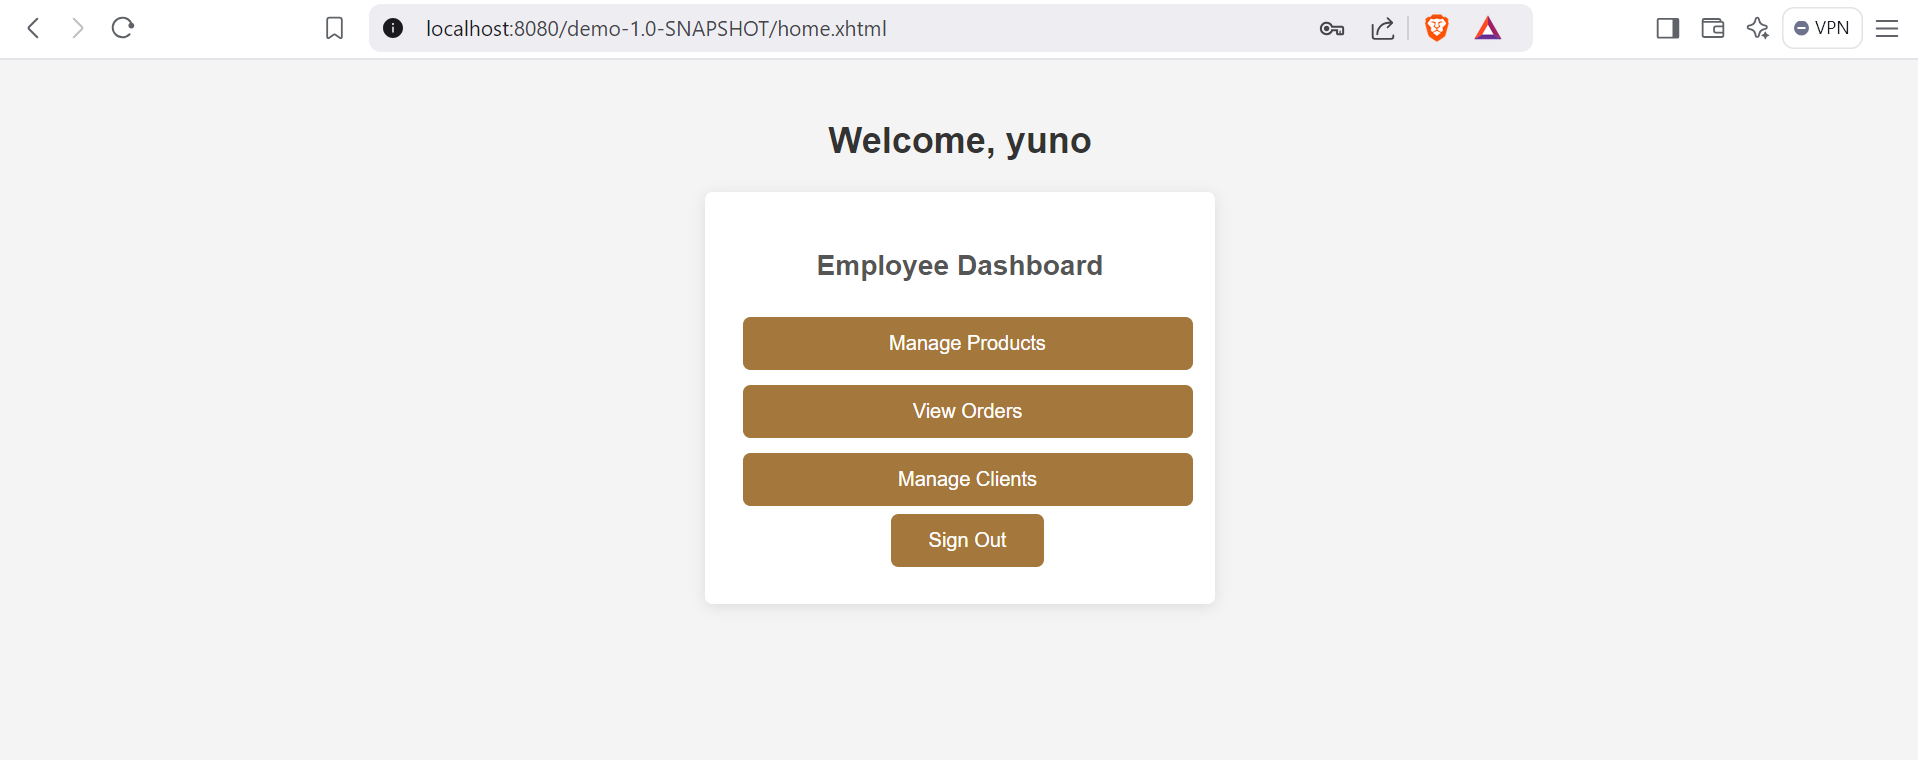 localhost:8080/demo-1.0-SNAPSHOT/home.xhtml
VPN
Welcome, yuno
Employee Dashboard
Manage Products
View Orders
Manage Clients
Sign Out